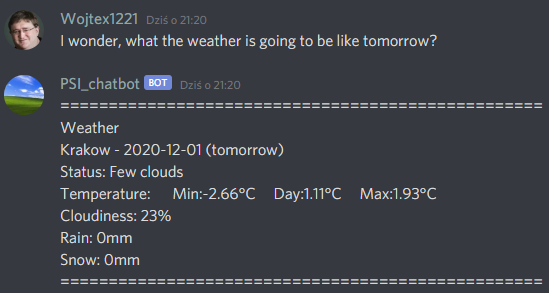 Wojtex1221 Dziś o 21:20
I wonder, what the weather is going to be like tomorrow?
PSI_chatbot BOT Dziś o 21:20
==================================================
Weather
Krakow - 2020-12-01 (tomorrow)
Status: Few clouds
Temperature: Min:-2.66°C Day:1.11°C Max:1.93°C
Cloudiness: 23%
Rain: 0mm
Snow: 0mm
==================================================